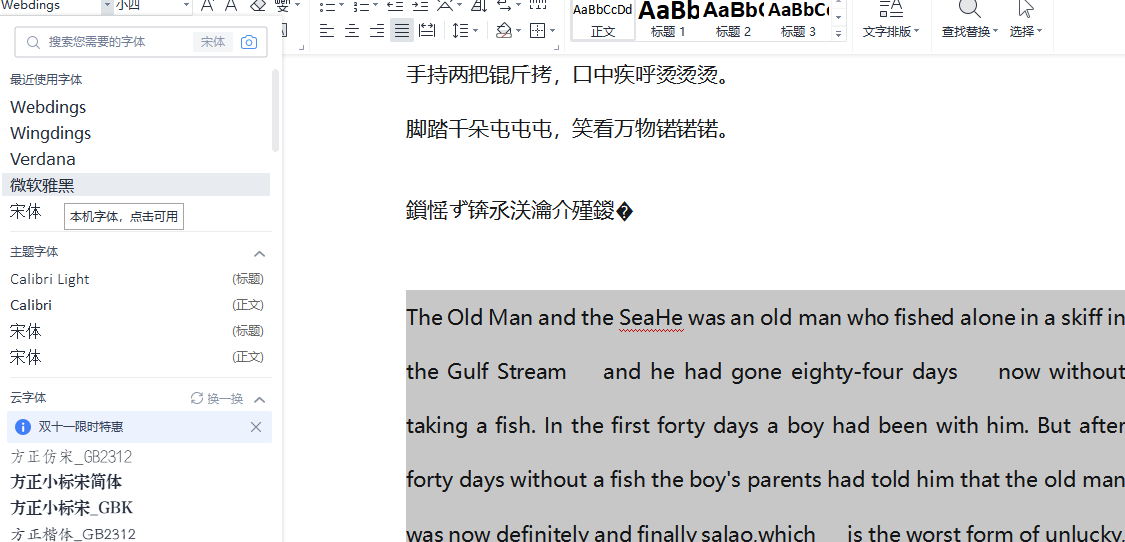 Webdings 小四
搜索您需要的字体 宋体
最近使用字体
Webdings
Wingdings
Verdana
微软雅黑
宋体
本机字体，点击可用
主题字体
Calibri Light (标题)
Calibri (正文)
宋体 (标题)
宋体 (正文)
云字体 换一换
双十一限时特惠
方正仿宋_GB2312
方正小标宋简体
方正小标宋_GBK
方正楷体_GB2312
AaBbCcDd AaBb AaBb( AaBbC
正文 标题 1 标题 2 标题 3
文字排版 查找替换 选择
手持两把锟斤拷，口中疾呼烫烫烫。
脚踏千朵屯屯屯，笑看万物锘锘锘。
The Old Man and the SeaHe was an old man who fished alone in a skiff in
the Gulf Stream and he had gone eighty-four days now without
taking a fish. In the first forty days a boy had been with him. But after
forty days without a fish the boy's parents had told him that the old man
was now definitely and finally salao,which is the worst form of unlucky,